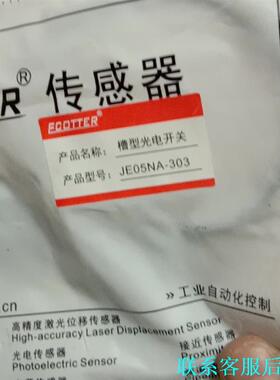 R® 传感器
ECOTTER®
产品名称: 槽型光电开关
产品型号: JE05NA-303
cn
» 工业自动化控制
高精度激光位移传感器
High-accuracy Laser Displacement Sensor
光电传感器
Photoelectric Sensor
接近传感器
Proximi
联系客服后